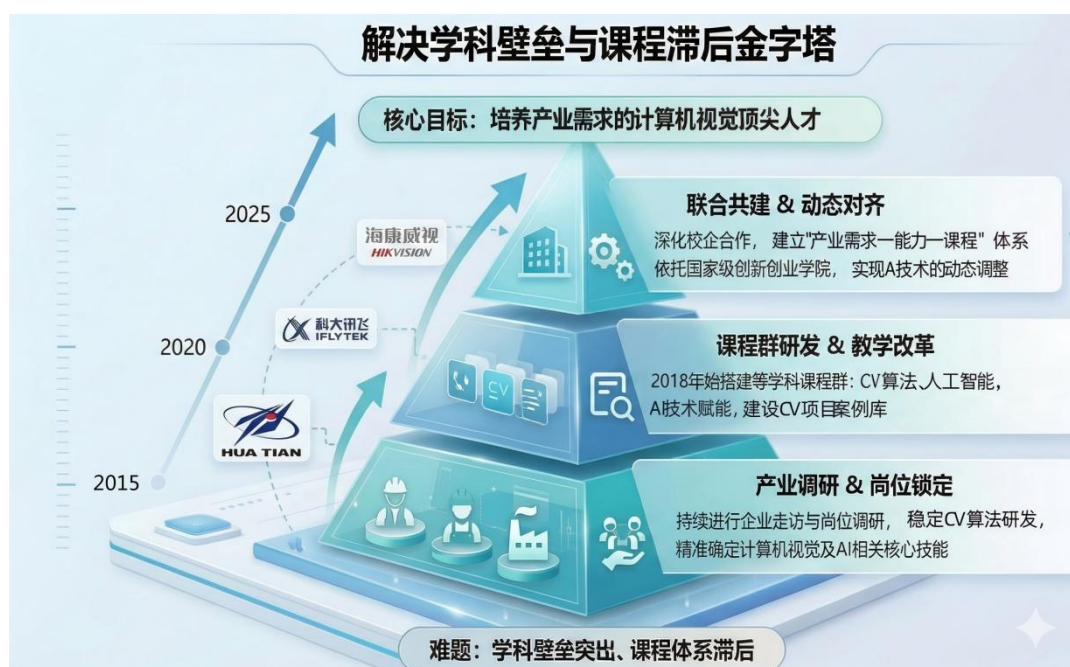 解决学科壁垒与课程滞后金字塔
核心目标：培养产业需求的计算机视觉顶尖人才
2025
2020
2015
海康威视
HIKVISION
科大讯飞
IFLYTEK
HUA TIAN
CV
联合共建 & 动态对齐
深化校企合作， 建立"产业需求一能力一课程" 体系
依托国家级创新创业学院， 实现A技术的动态调整
课程群研发 & 教学改革
2018年始搭建等学科课程群：CV算法、人工智能，
AI技术赋能，建设CV项目案例库
产业调研 & 岗位锁定
持续进行企业走访与岗位调研， 稳定CV算法研发，
精准确定计算机视觉及AI相关核心技能
难题：学科壁垒突出、课程体系滞后